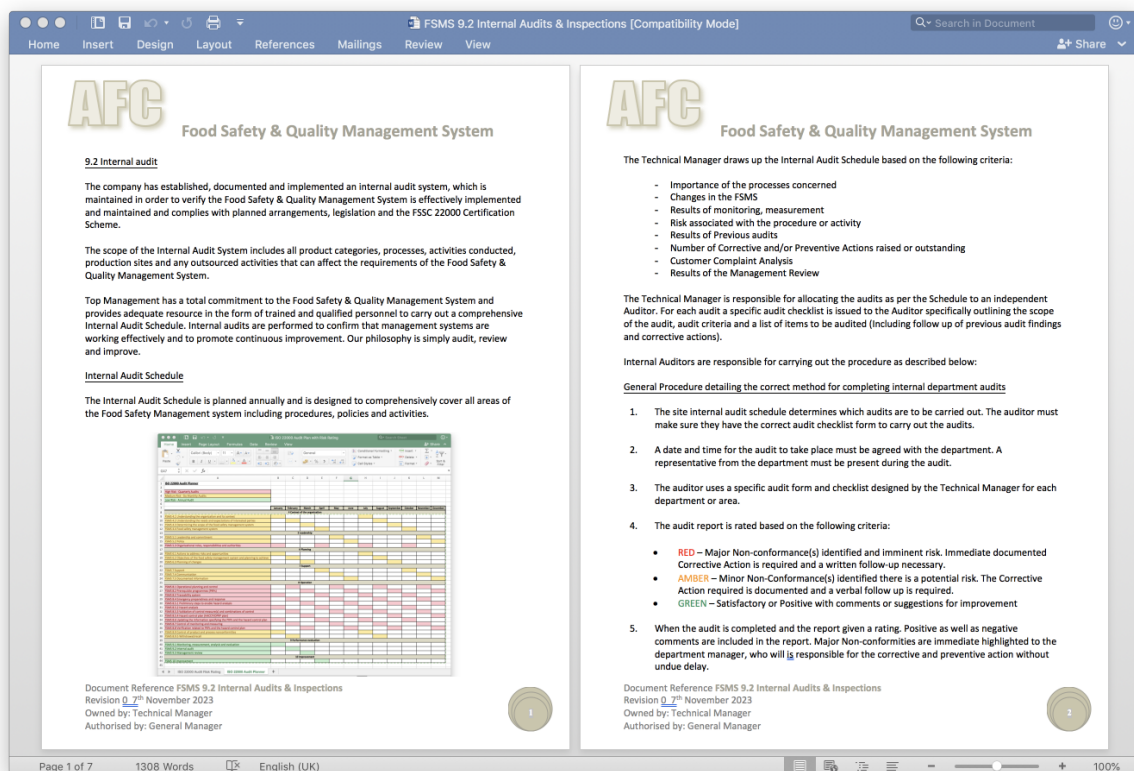 FSMS 9.2 Internal Audits & Inspections [Compatibility Mode]
Search in Document
Home Insert Design Layout References Mailings Review View
Share
AFC
Food Safety & Quality Management System
9.2 Internal audit
The company has established, documented and implemented an internal audit system, which is
maintained in order to verify the Food Safety & Quality Management System is effectively implemented
and maintained and complies with planned arrangements, legislation and the FSSC 22000 Certification
Scheme.
The scope of the Internal Audit System includes all product categories, processes, activities conducted,
production sites and any outsourced activities that can affect the requirements of the Food Safety &
Quality Management System.
Top Management has a total commitment to the Food Safety & Quality Management System and
provides adequate resource in the form of trained and qualified personnel to carry out a comprehensive
Internal Audit Schedule. Internal audits are performed to confirm that management systems are
working effectively and to promote continuous improvement. Our philosophy is simply audit, review
and improve.
Internal Audit Schedule
The Internal Audit Schedule is planned annually and is designed to comprehensively cover all areas of
the Food Safety Management system including procedures, policies and activities.
Document Reference FSMS 9.2 Internal Audits & Inspections
Revision 0 7th November 2023
Owned by: Technical Manager
Authorised by: General Manager
1
AFC
Food Safety & Quality Management System
The Technical Manager draws up the Internal Audit Schedule based on the following criteria:
- Importance of the processes concerned
- Changes in the FSMS
- Results of monitoring, measurement
- Risk associated with the procedure or activity
- Results of Previous audits
- Number of Corrective and/or Preventive Actions raised or outstanding
- Customer Complaint Analysis
- Results of the Management Review
The Technical Manager is responsible for allocating the audits as per the Schedule to an independent
Auditor. For each audit a specific audit checklist is issued to the Auditor specifically outlining the scope
of the audit, audit criteria and a list of items to be audited (Including follow up of previous audit findings
and corrective actions).
Internal Auditors are responsible for carrying out the procedure as described below:
General Procedure detailing the correct method for completing internal department audits
1. The site internal audit schedule determines which audits are to be carried out. The auditor must
make sure they have the correct audit checklist form to carry out the audits.
2. A date and time for the audit to take place must be agreed with the department. A
representative from the department must be present during the audit.
3. The auditor uses a specific audit form and checklist designed by the Technical Manager for each
department or area.
4. The audit report is rated based on the following criteria:
• RED – Major Non-conformance(s) identified and imminent risk. Immediate documented
Corrective Action is required and a written follow-up necessary.
• AMBER – Minor Non-Conformance(s) identified there is a potential risk. The Corrective
Action required is documented and a verbal follow up is required.
• GREEN – Satisfactory or Positive with comments or suggestions for improvement
5. When the audit is completed and the report given a rating. Positive as well as negative
comments are included in the report. Major Non-conformities are immediate highlighted to the
department manager, who will is responsible for the corrective and preventive action without
undue delay.
Document Reference FSMS 9.2 Internal Audits & Inspections
Revision 0 7th November 2023
Owned by: Technical Manager
Authorised by: General Manager
2
Page 1 of 7 1308 Words English (UK) 100%